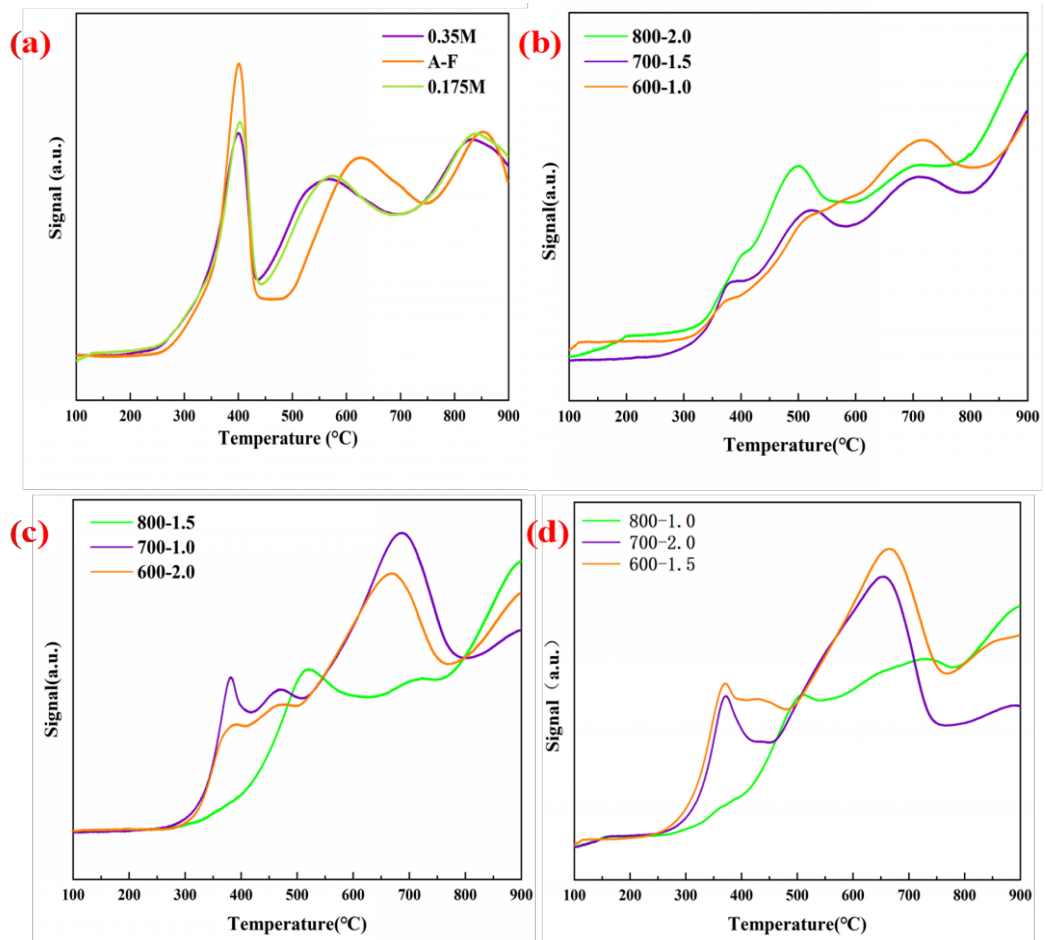 (a)
0.35M
A-F
0.175M
Signal (a.u.)
100 200 300 400 500 600 700 800 900
Temperature (°C)
(b)
800-2.0
700-1.5
600-1.0
Signal(a.u.)
100 200 300 400 500 600 700 800 900
Temperature(℃)
(c)
800-1.5
700-1.0
600-2.0
Signal(a.u.)
100 200 300 400 500 600 700 800 900
Temperature(℃)
(d)
800-1.0
700-2.0
600-1.5
Signal（a.u.)
100 200 300 400 500 600 700 800 900
Temperature(℃)